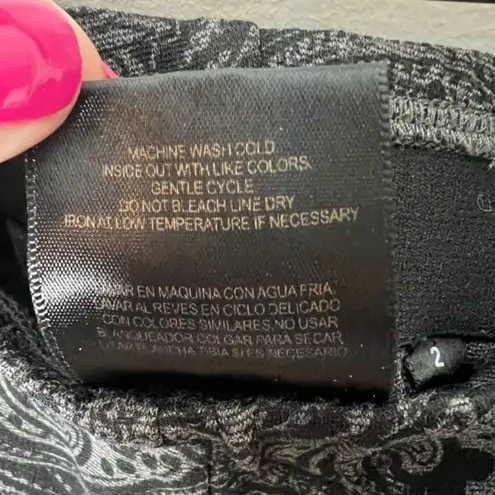 MACHINE WASH COLD
INSIDE OUT WITH LIKE COLORS.
GENTLE CYCLE
DO NOT BLEACH LINE DRY
IRON AT LOW TEMPERATURE IF NECESSARY
EN MAQUINA CON AGUA FRIA.
LAVAR AL REVES EN CICLO DELICADO
CON COLORES SIMILARES. NO USAR
BLANQUEADOR COLGAR PARA SECAR
PLANCHA TIBIA SI ES NECESARIO
2